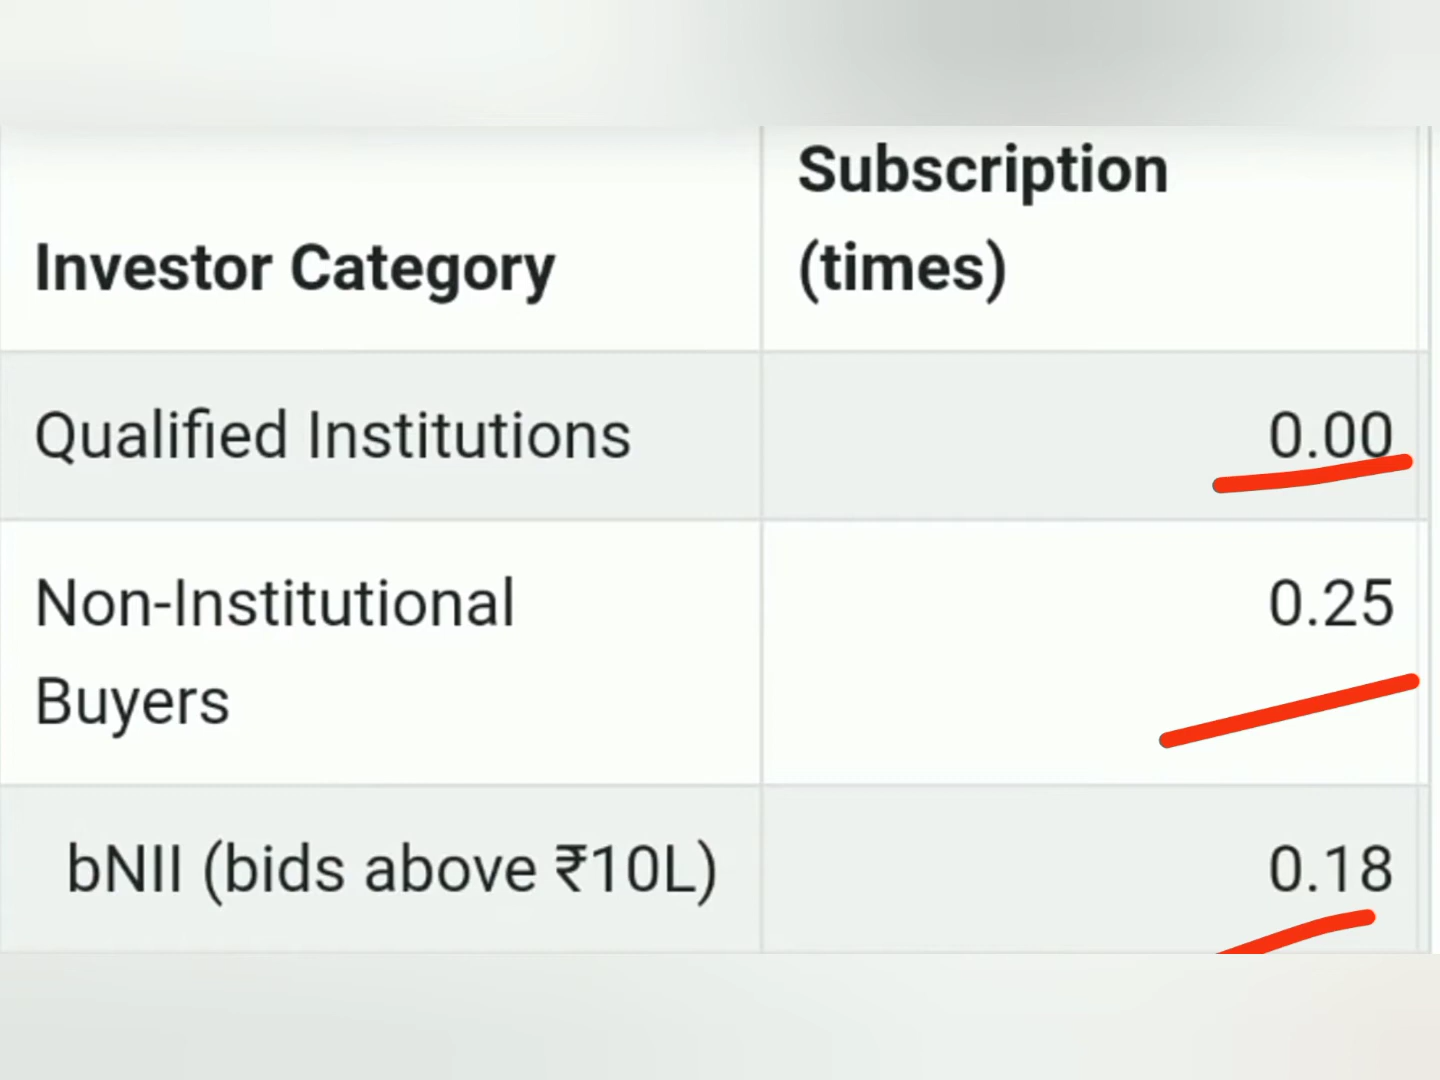 Investor Category
Subscription
(times)
Qualified Institutions
0.00
Non-Institutional
Buyers
0.25
bNII (bids above ₹10L)
0.18